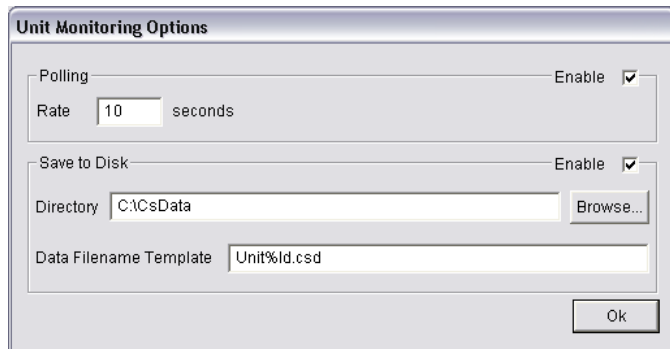 Unit Monitoring Options
Polling Enable
Rate 10 seconds
Save to Disk Enable
Directory C:\CsData Browse...
Data Filename Template Unit%ld.csd
Ok